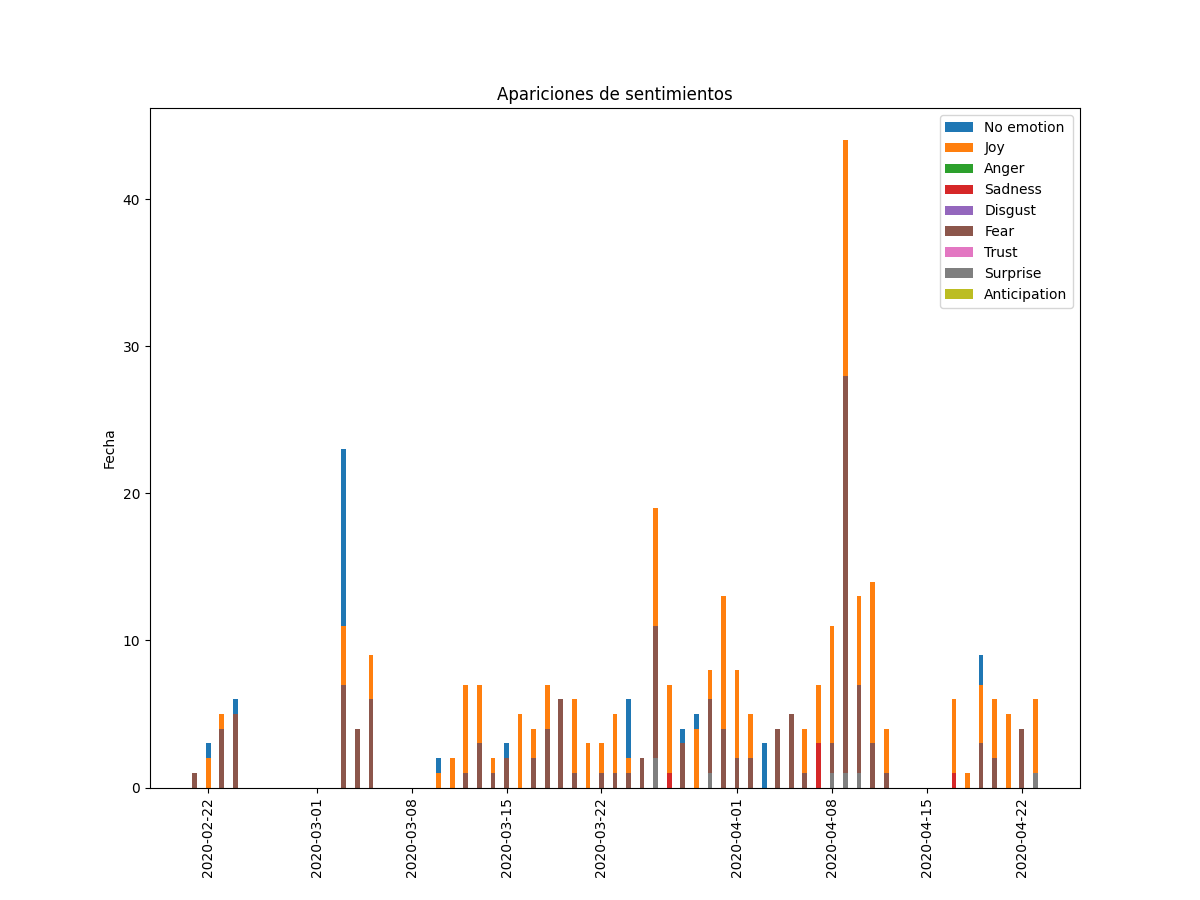 Apariciones de sentimientos
No emotion
Joy
Anger
Sadness
Disgust
Fear
Trust
Surprise
Anticipation
Fecha
40
30
20
10
0
2020-02-22
2020-03-01
2020-03-08
2020-03-15
2020-03-22
2020-04-01
2020-04-08
2020-04-15
2020-04-22